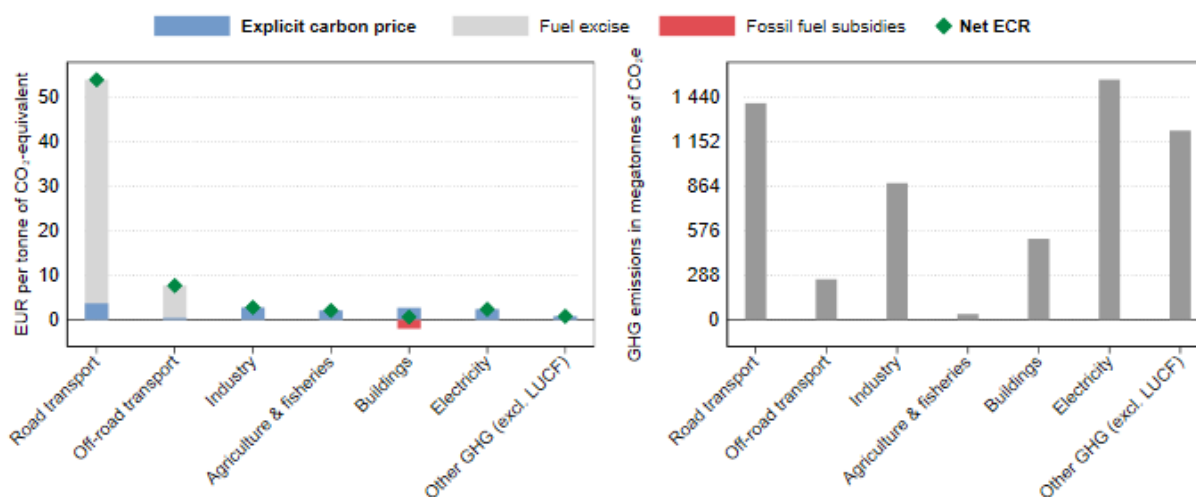 Explicit carbon price Fuel excise Fossil fuel subsidies Net ECR
EUR per tonne of CO₂-equivalent
50
40
30
20
10
0
Road transport
Off-road transport
Industry
Agriculture & fisheries
Buildings
Electricity
Other GHG (excl. LUCF)
GHG emissions in megatonnes of CO₂e
1 440
1 152
864
576
288
0
Road transport
Off-road transport
Industry
Agriculture & fisheries
Buildings
Electricity
Other GHG (excl. LUCF)